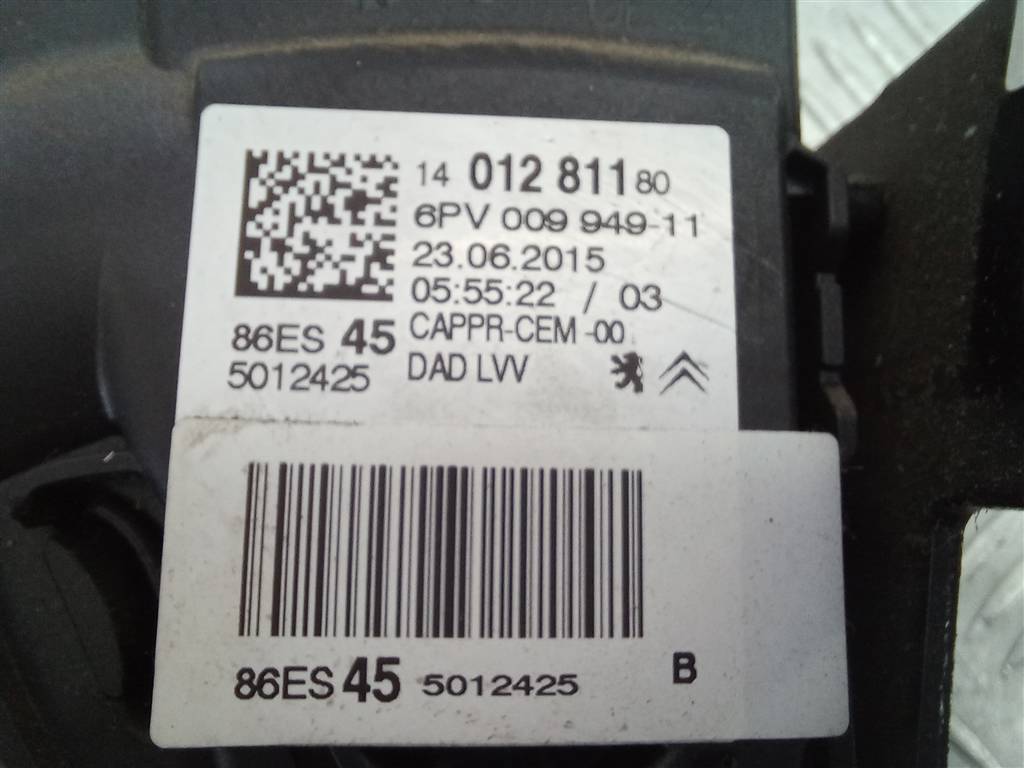 14 012 811 80
6PV 009 949-11
23.06.2015
05:55:22 / 03
CAPPR-CEM -00
DAD LVV
86ES 45
5012425
86ES 45 5012425 B